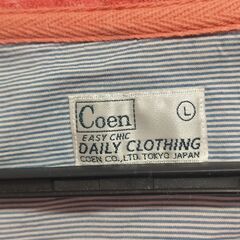 Coen
L
EASY CHIC
DAILY CLOTHING
COEN CO.,LTD. TOKYO JAPAN